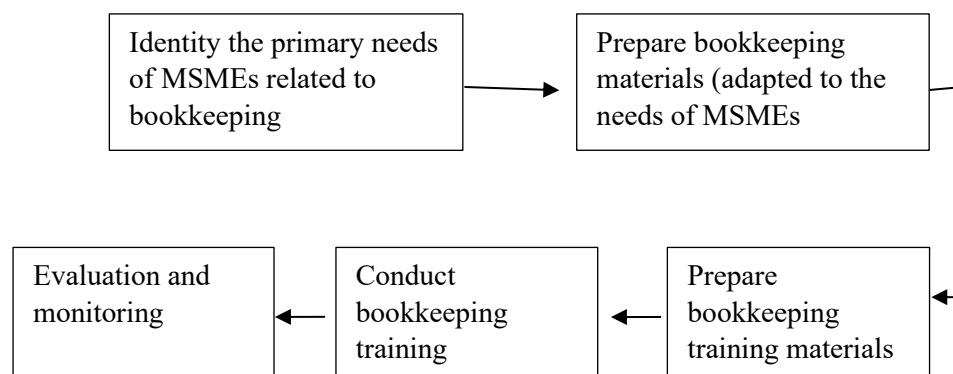 Identity the primary needs
of MSMEs related to
bookkeeping
Prepare bookkeeping
materials (adapted to the
needs of MSMEs
Prepare
bookkeeping
training materials
Conduct
bookkeeping
training
Evaluation and
monitoring